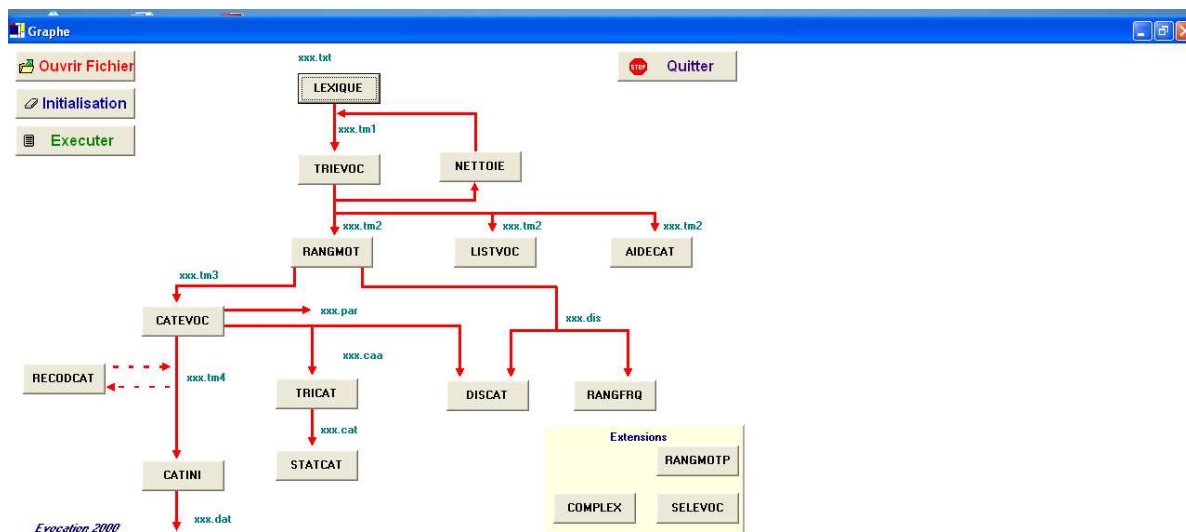 Graphe
Ouvrir Fichier
xxx.txt
STOP Quitter
LEXIQUE
Initialisation
xxx.tm1
Executer
TRIEVOC
NETTOIE
xxx.tm2
xxx.tm2
xxx.tm2
RANGMOT
LISTVOC
AIDECAT
xxx.tm3
CATEVOC
xxx.par
xxx.dis
xxx.caa
RECODCAT
xxx.tm4
TRICAT
DISCAT
RANGFRQ
xxx.cat
Extensions
STATCAT
RANGMOTP
CATINI
COMPLEX
SELEVOC
xxx.dat
Evocation 2000